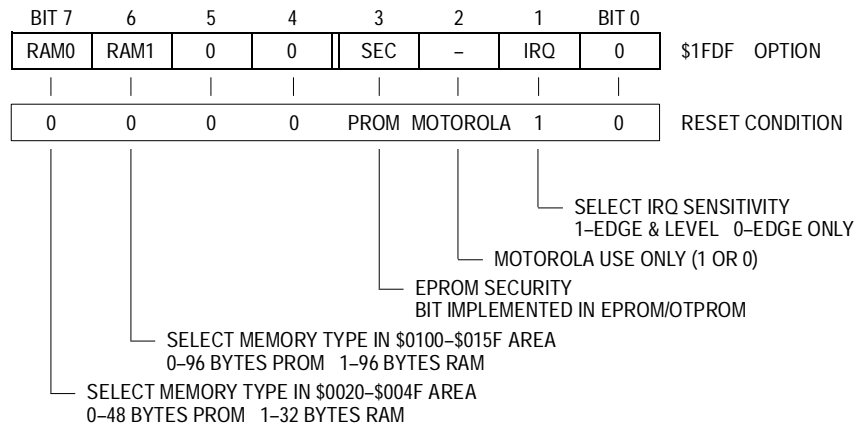 BIT 7 6 5 4 3 2 1 BIT 0
RAM0 RAM1 0 0 SEC – IRQ 0 $1FDF OPTION
0 0 0 0 PROM MOTOROLA 1 0 RESET CONDITION
SELECT IRQ SENSITIVITY
1–EDGE & LEVEL 0–EDGE ONLY
MOTOROLA USE ONLY (1 OR 0)
EPROM SECURITY
BIT IMPLEMENTED IN EPROM/OTPROM
SELECT MEMORY TYPE IN $0100–$015F AREA
0–96 BYTES PROM 1–96 BYTES RAM
SELECT MEMORY TYPE IN $0020–$004F AREA
0–48 BYTES PROM 1–32 BYTES RAM